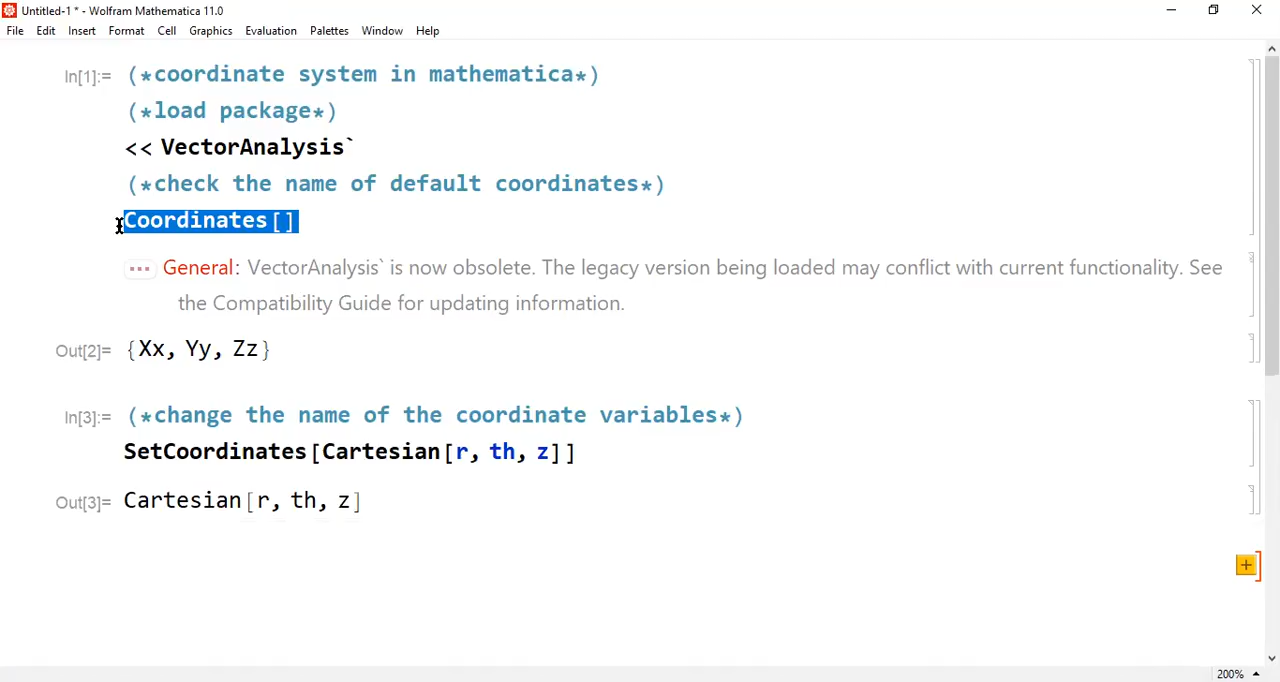 Untitled-1 * - Wolfram Mathematica 11.0
File Edit Insert Format Cell Graphics Evaluation Palettes Window Help
In[1]:= (*coordinate system in mathematica*)
(*load package*)
<< VectorAnalysis`
(*check the name of default coordinates*)
Coordinates[]
General: VectorAnalysis` is now obsolete. The legacy version being loaded may conflict with current functionality. See
the Compatibility Guide for updating information.
Out[2]= {Xx, Yy, Zz}
In[3]:= (*change the name of the coordinate variables*)
SetCoordinates[Cartesian[r, th, z]]
Out[3]= Cartesian[r, th, z]
200%